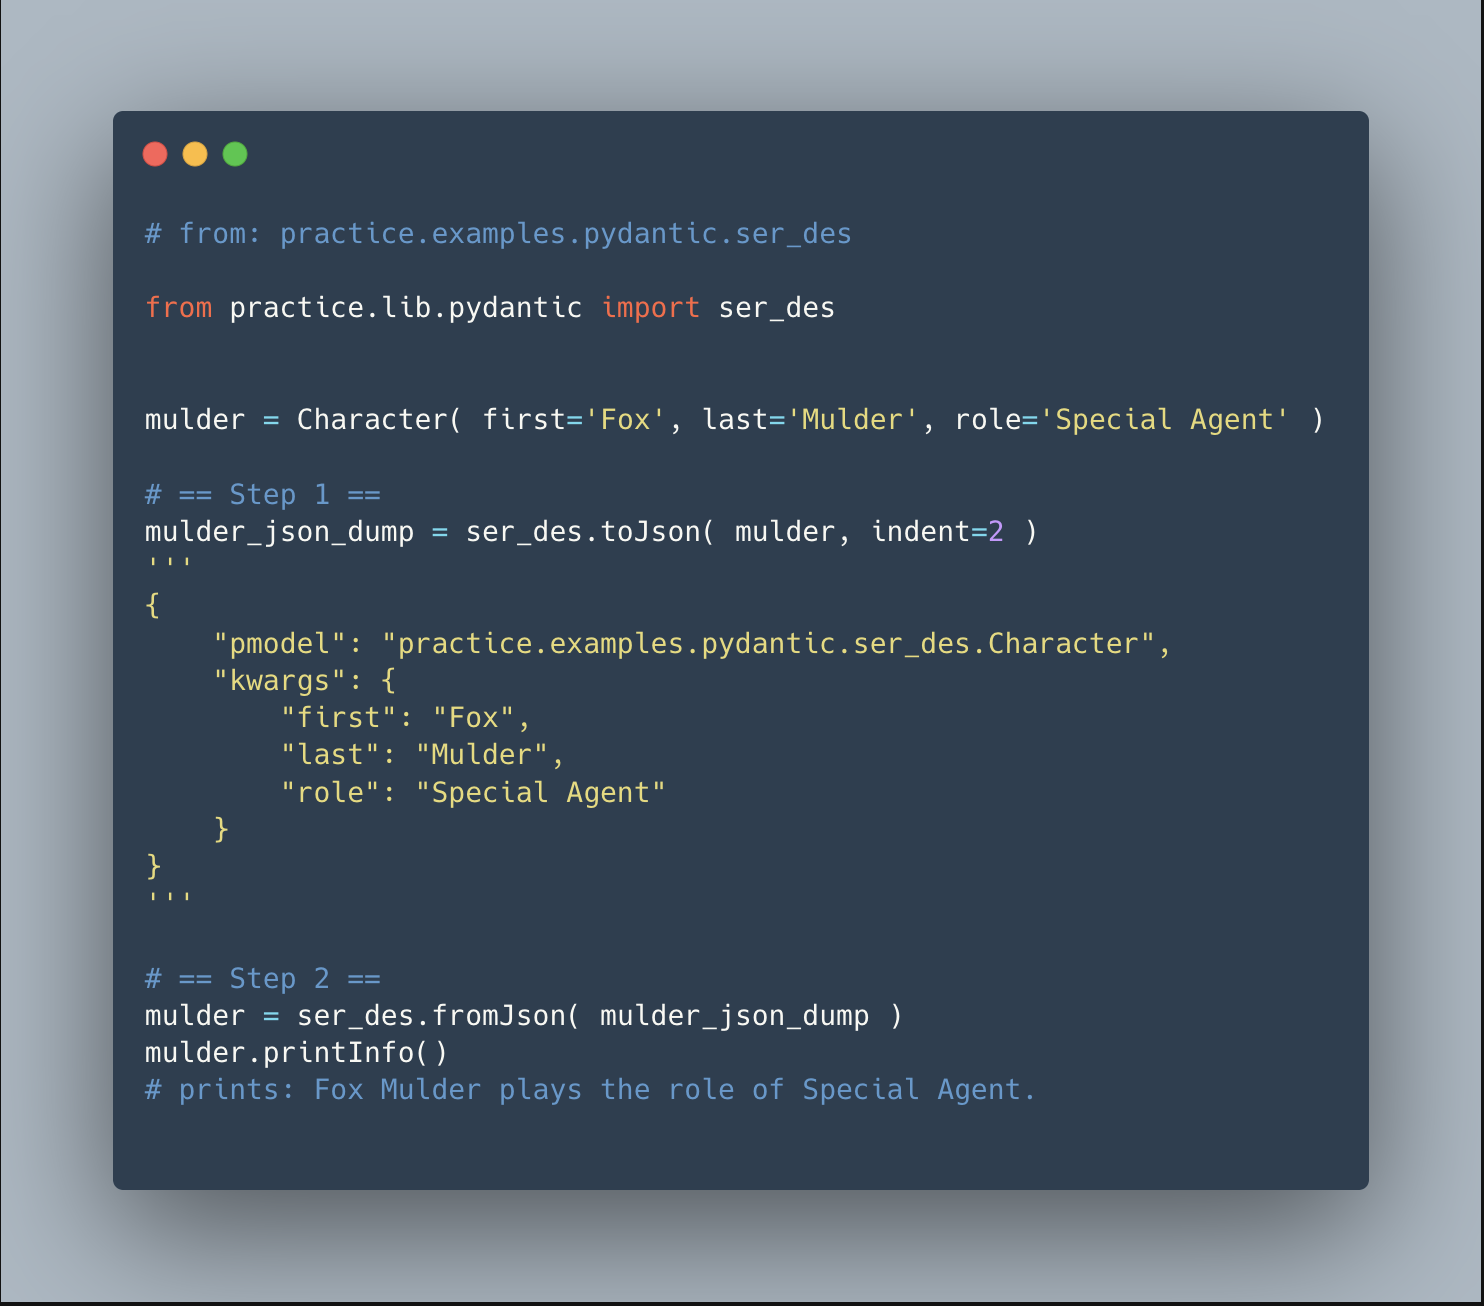 # from: practice.examples.pydantic.ser_des
from practice.lib.pydantic import ser_des
mulder = Character( first='Fox', last='Mulder', role='Special Agent' )
# == Step 1 ==
mulder_json_dump = ser_des.toJson( mulder, indent=2 )
'''
{
    "pmodel": "practice.examples.pydantic.ser_des.Character",
    "kwargs": {
        "first": "Fox",
        "last": "Mulder",
        "role": "Special Agent"
    }
}
'''
# == Step 2 ==
mulder = ser_des.fromJson( mulder_json_dump )
mulder.printInfo()
# prints: Fox Mulder plays the role of Special Agent.